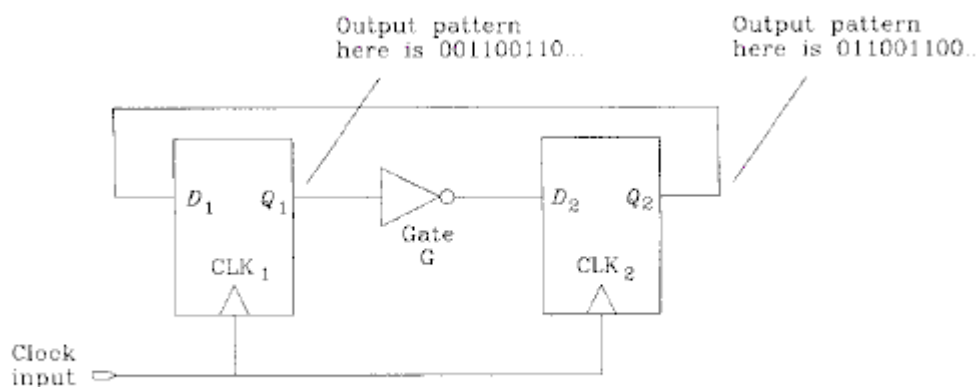 Output pattern
here is 001100110...
Output pattern
here is 011001100...
D1
Q1
Gate
G
D2
Q2
CLK1
CLK2
Clock
input